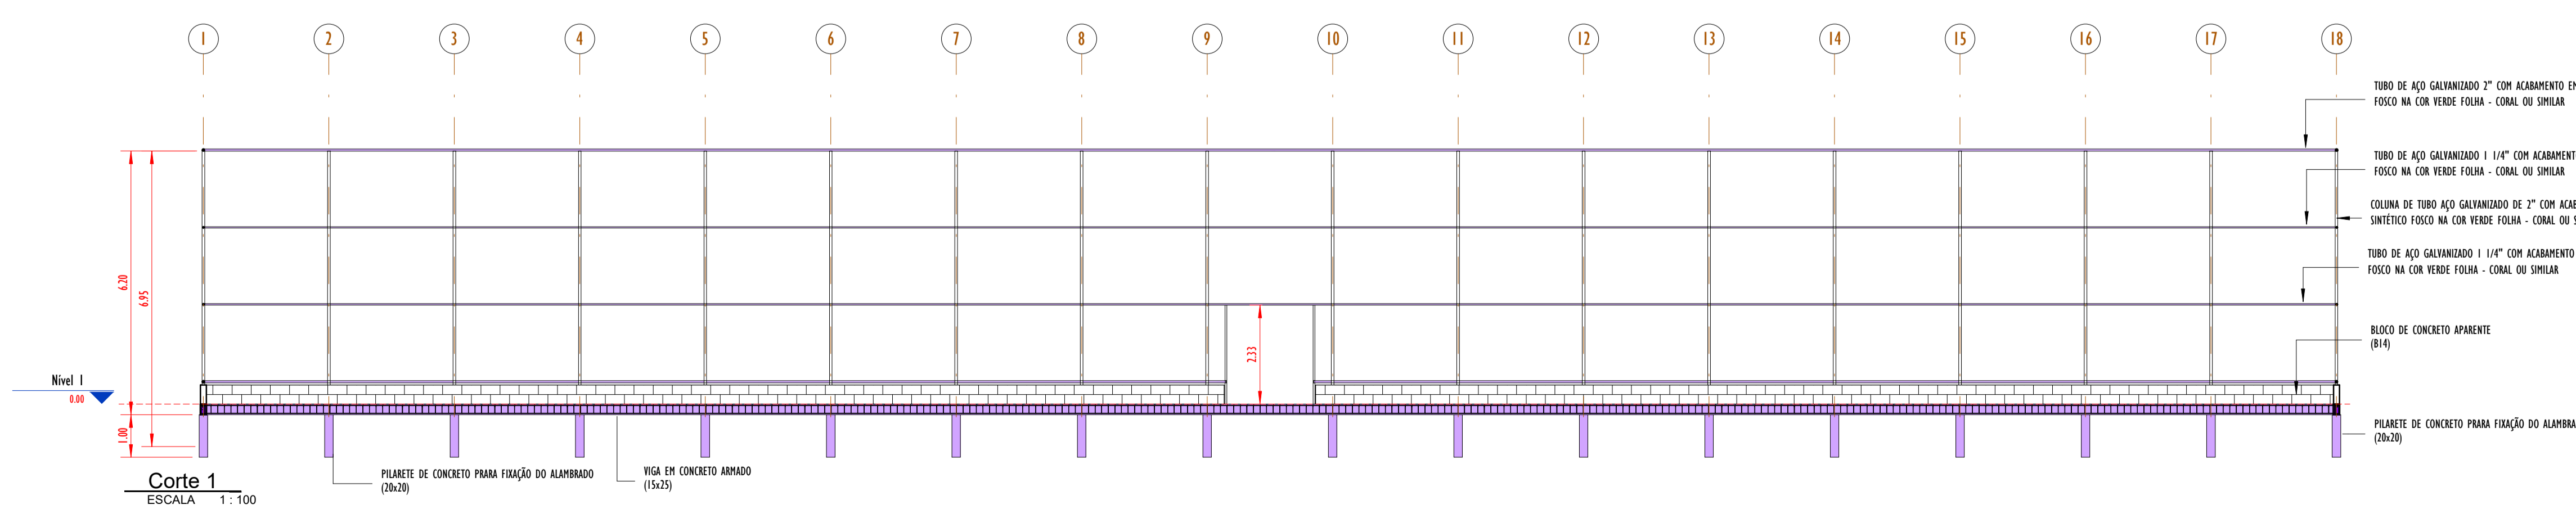 1 2 3 4 5 6 7 8 9 10 11 12 13 14 15 16 17 18
TUBO DE AÇO GALVANIZADO 2" COM ACABAMENTO
FOSCO NA COR VERDE FOLHA - CORAL OU SIMILAR
TUBO DE AÇO GALVANIZADO 1 1/4" COM ACABAMENT
FOSCO NA COR VERDE FOLHA - CORAL OU SIMILAR
COLUNA DE TUBO AÇO GALVANIZADO DE 2" COM ACAB
SINTÉTICO FOSCO NA COR VERDE FOLHA - CORAL OU S
TUBO DE AÇO GALVANIZADO 1 1/4" COM ACABAMENTO
FOSCO NA COR VERDE FOLHA - CORAL OU SIMILAR
6.20
6.95
2.33
BLOCO DE CONCRETO APARENTE
(B14)
Nível 1
0.00
1.00
PILARETE DE CONCRETO PRARA FIXAÇÃO DO ALAMBRA
(20x20)
PILARETE DE CONCRETO PRARA FIXAÇÃO DO ALAMBRADO
(20x20)
VIGA EM CONCRETO ARMADO
(15x25)
Corte 1
ESCALA 1 : 100